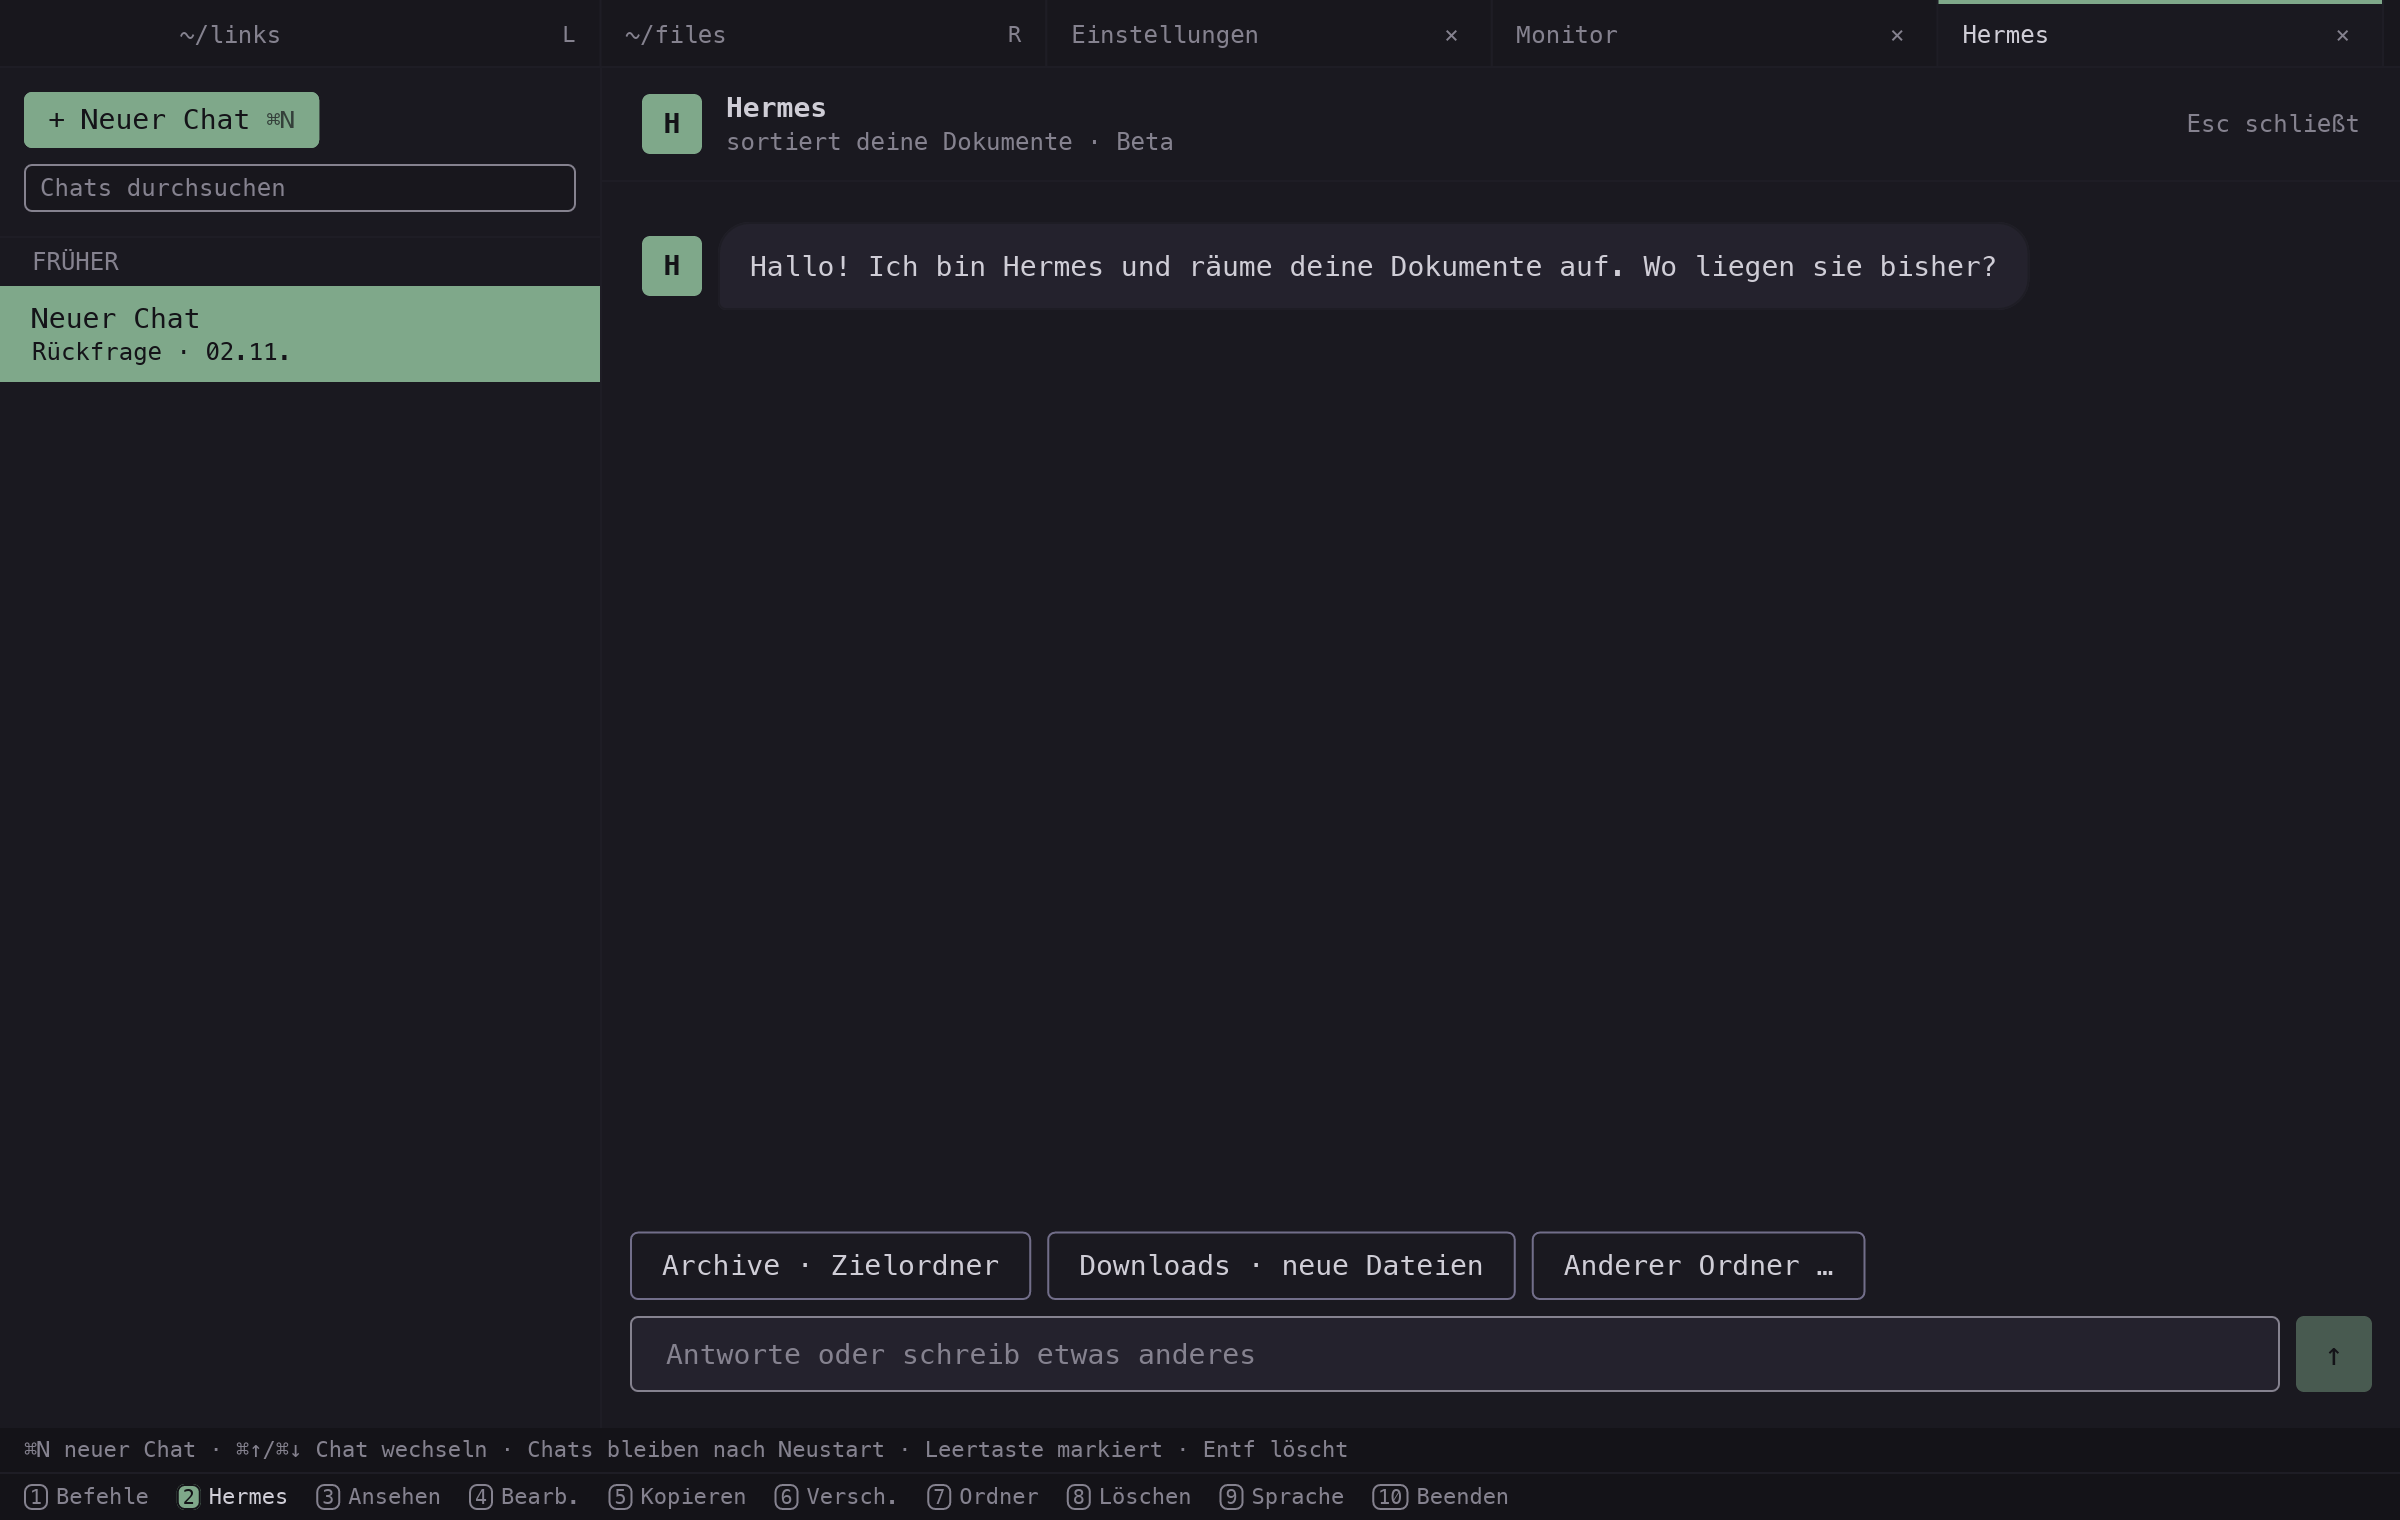 ~/links L ~/files R Einstellungen × Monitor × Hermes ×
+ Neuer Chat ⌘N
Chats durchsuchen
FRÜHER
Neuer Chat
Rückfrage · 02.11.
H Hermes
sortiert deine Dokumente · Beta
Esc schließt
H Hallo! Ich bin Hermes und räume deine Dokumente auf. Wo liegen sie bisher?
Archive · Zielordner Downloads · neue Dateien Anderer Ordner …
Antworte oder schreib etwas anderes ↑
⌘N neuer Chat · ⌘↑/⌘↓ Chat wechseln · Chats bleiben nach Neustart · Leertaste markiert · Entf löscht
1 Befehle 2 Hermes 3 Ansehen 4 Bearb. 5 Kopieren 6 Versch. 7 Ordner 8 Löschen 9 Sprache 10 Beenden